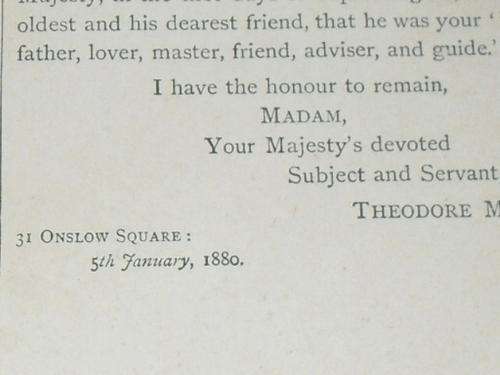 oldest and his dearest friend, that he was your '
father, lover, master, friend, adviser, and guide.'
I have the honour to remain,
MADAM,
Your Majesty's devoted
Subject and Servant
THEODORE M
31 ONSLOW SQUARE:
5th January, 1880.